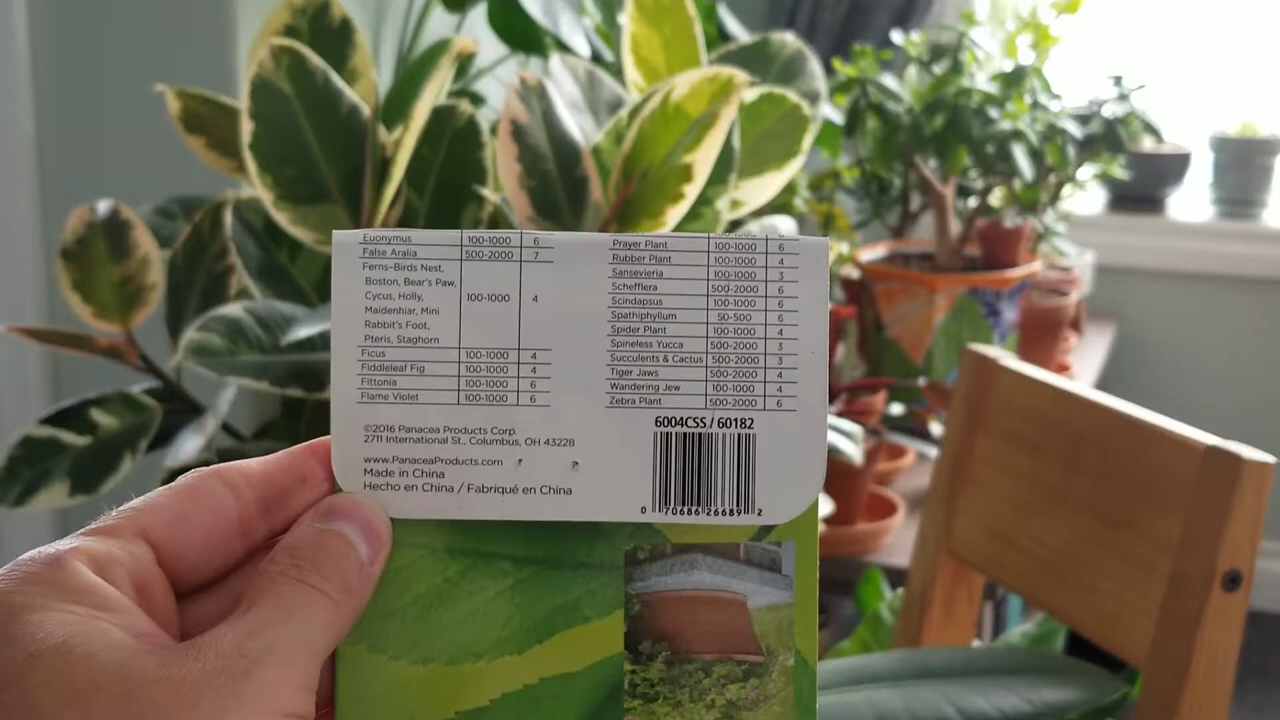 Euonymus 100-1000 6
False Aralia 500-2000 7
Ferns-Birds Nest,
Boston, Bear's Paw,
Cycus, Holly, 100-1000 4
Maidenhiar, Mini
Rabbit's Foot,
Pteris, Staghorn
Ficus 100-1000 4
Fiddleleaf Fig 100-1000 4
Fittonia 100-1000 6
Flame Violet 100-1000 6
Prayer Plant 100-1000 6
Rubber Plant 100-1000 4
Sansevieria 100-1000 3
Schefflera 500-2000 6
Scindapsus 100-1000 6
Spathiphyllum 50-500 6
Spider Plant 100-1000 4
Spineless Yucca 500-2000 3
Succulents & Cactus 500-2000 3
Tiger Jaws 500-2000 4
Wandering Jew 100-1000 4
Zebra Plant 500-2000 6
©2016 Panacea Products Corp.
2711 International St., Columbus, OH 43228
www.PanaceaProducts.com
Made in China
Hecho en China / Fabriqué en China
6004CSS / 60182
0 70686 26689 2